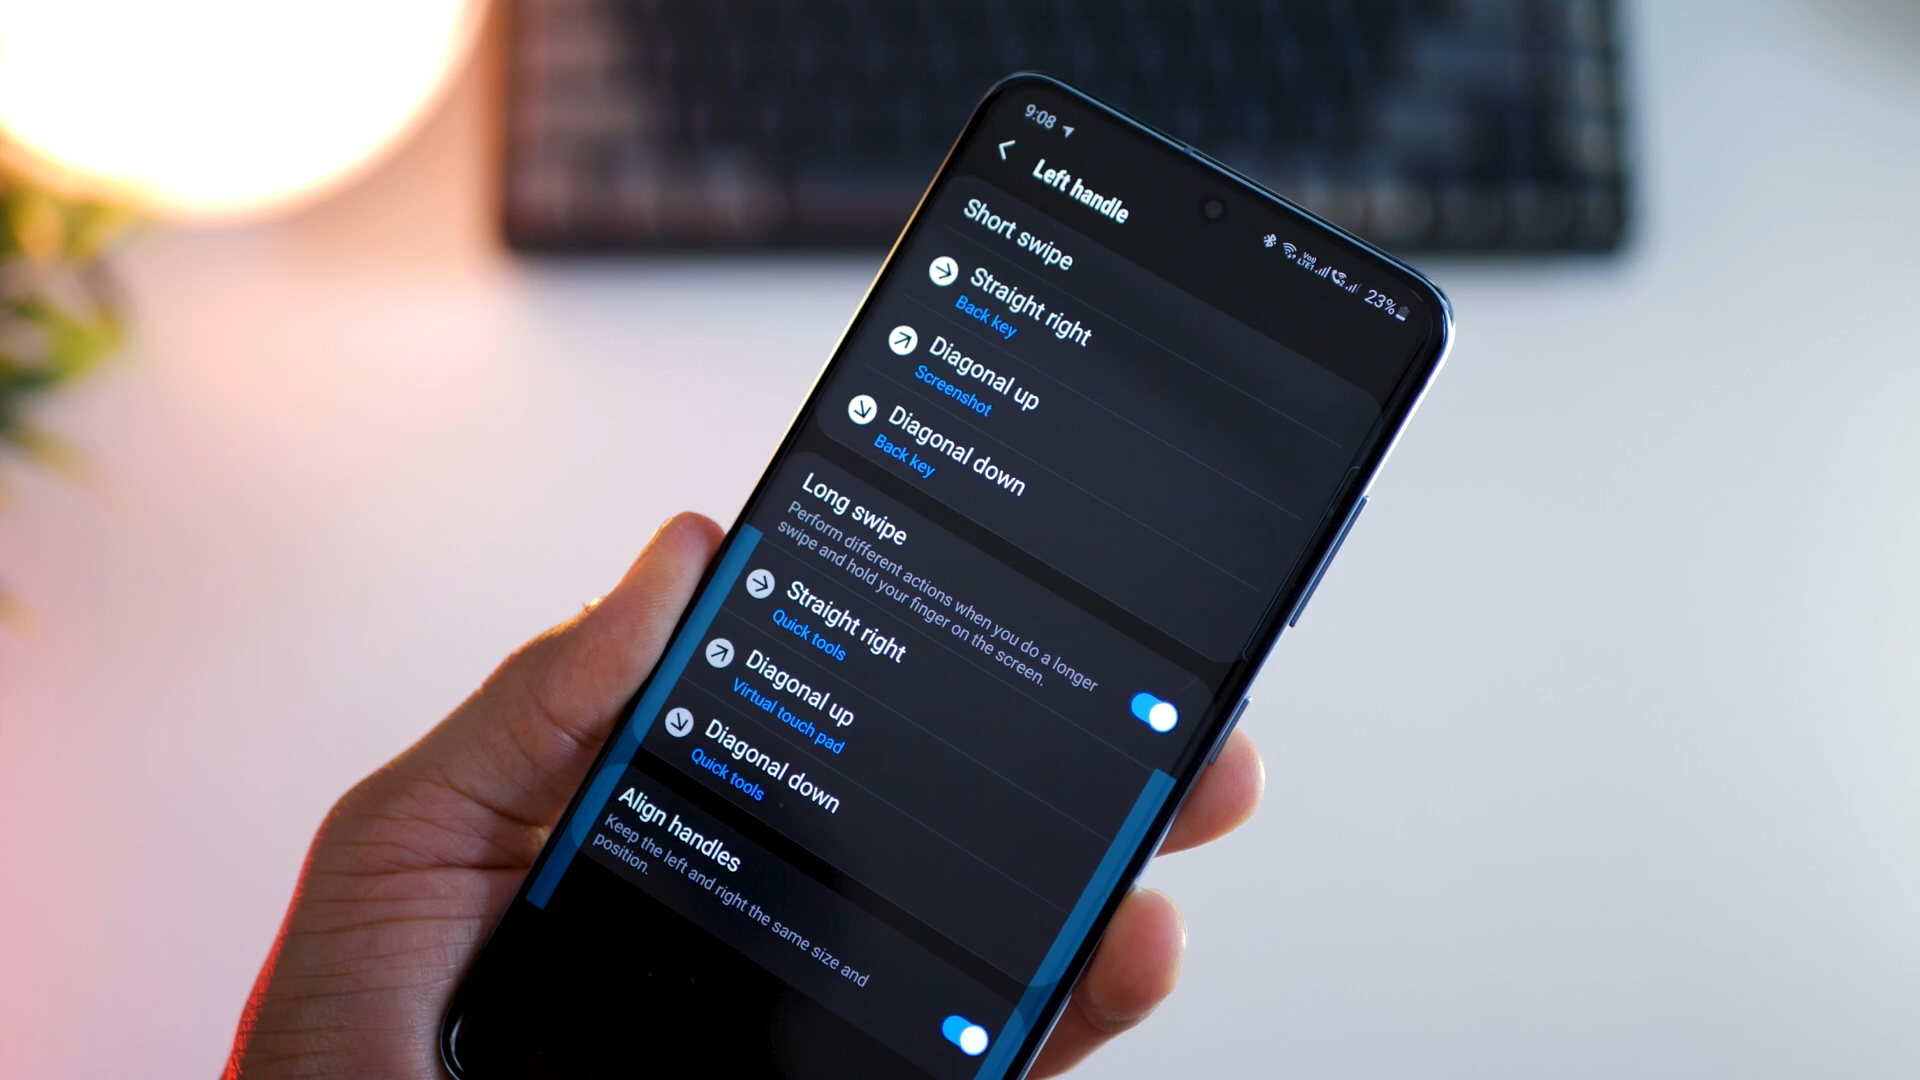 9:08
VoI
LTE1
23%
Left handle
Short swipe
Straight right
Back key
Diagonal up
Screenshot
Diagonal down
Back key
Long swipe
Perform different actions when you do a longer
swipe and hold your finger on the screen.
Straight right
Quick tools
Diagonal up
Virtual touch pad
Diagonal down
Quick tools
Align handles
Keep the left and right the same size and
position.